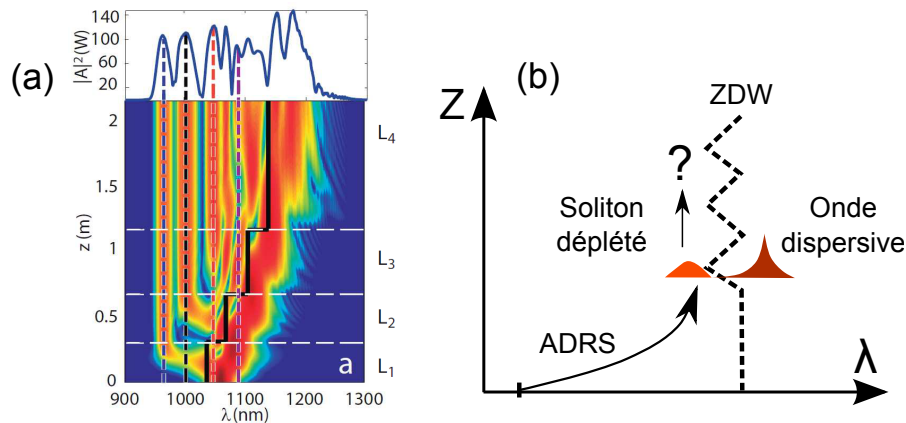 (a)
|A|²(W)
140
100
60
20
z (m)
2
1.5
1
0.5
0
L₄
L₃
L₂
L₁
a
900 1000 1100 1200 1300
λ(nm)
(b)
Z
ZDW
?
Soliton
déplété
Onde
dispersive
ADRS
λ